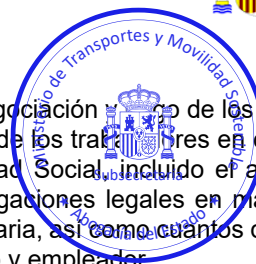 Ministerio de Transportes y Movilidad Sostenible
Subsecretaría
Abogacía del Estado
gociación y pago de los
de los trabajadores en
ad Social, incluido el a
gaciones legales en ma
aria, así como cuantos
y empleador